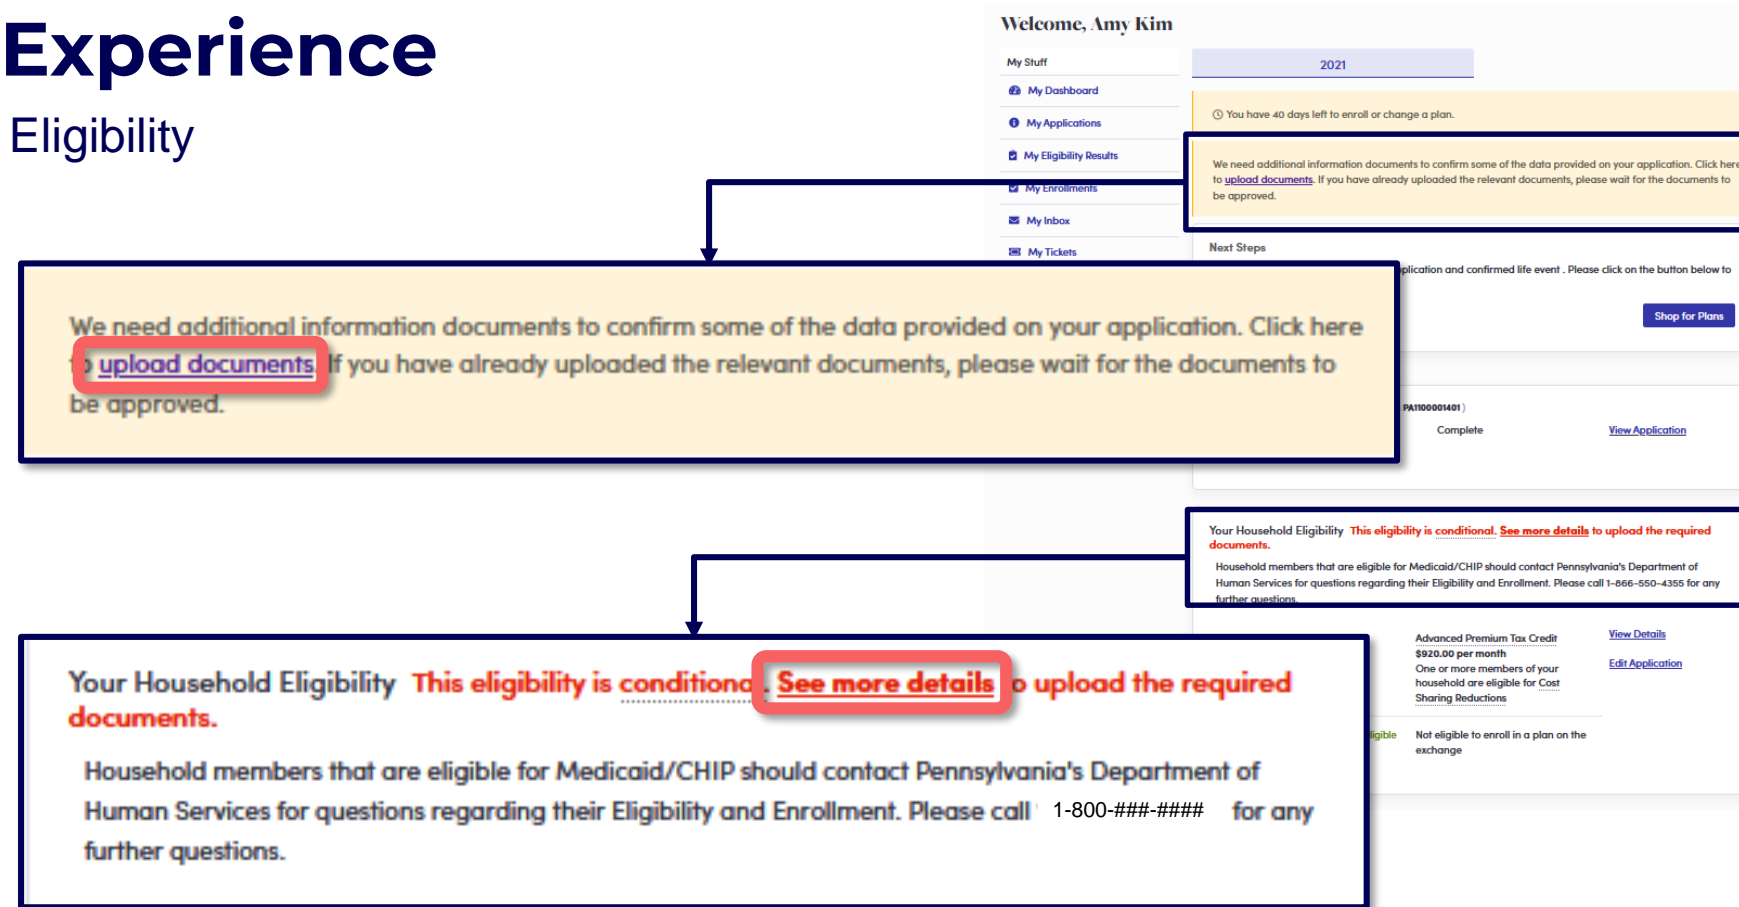 Experience
Eligibility
Welcome, Amy Kim
My Stuff
My Dashboard
My Applications
My Eligibility Results
My Enrollments
My Inbox
My Tickets
2021
You have 40 days left to enroll or change a plan.
We need additional information documents to confirm some of the data provided on your application. Click here
to upload documents. If you have already uploaded the relevant documents, please wait for the documents to
be approved.
Next Steps
plication and confirmed life event . Please click on the button below to
Shop for Plans
We need additional information documents to confirm some of the data provided on your application. Click here
upload documents. If you have already uploaded the relevant documents, please wait for the documents to
be approved.
PA1100001401 )
Complete
View Application
Your Household Eligibility This eligibility is conditional. See more details to upload the required
documents.
Household members that are eligible for Medicaid/CHIP should contact Pennsylvania's Department of
Human Services for questions regarding their Eligibility and Enrollment. Please call 1-866-550-4355 for any
further questions.
Your Household Eligibility This eligibility is conditional. See more details to upload the required
documents.
Household members that are eligible for Medicaid/CHIP should contact Pennsylvania's Department of
Human Services for questions regarding their Eligibility and Enrollment. Please call 1-800-###-#### for any
further questions.
Advanced Premium Tax Credit
$920.00 per month
One or more members of your
household are eligible for Cost
Sharing Reductions
View Details
Edit Application
ligible
Not eligible to enroll in a plan on the
exchange